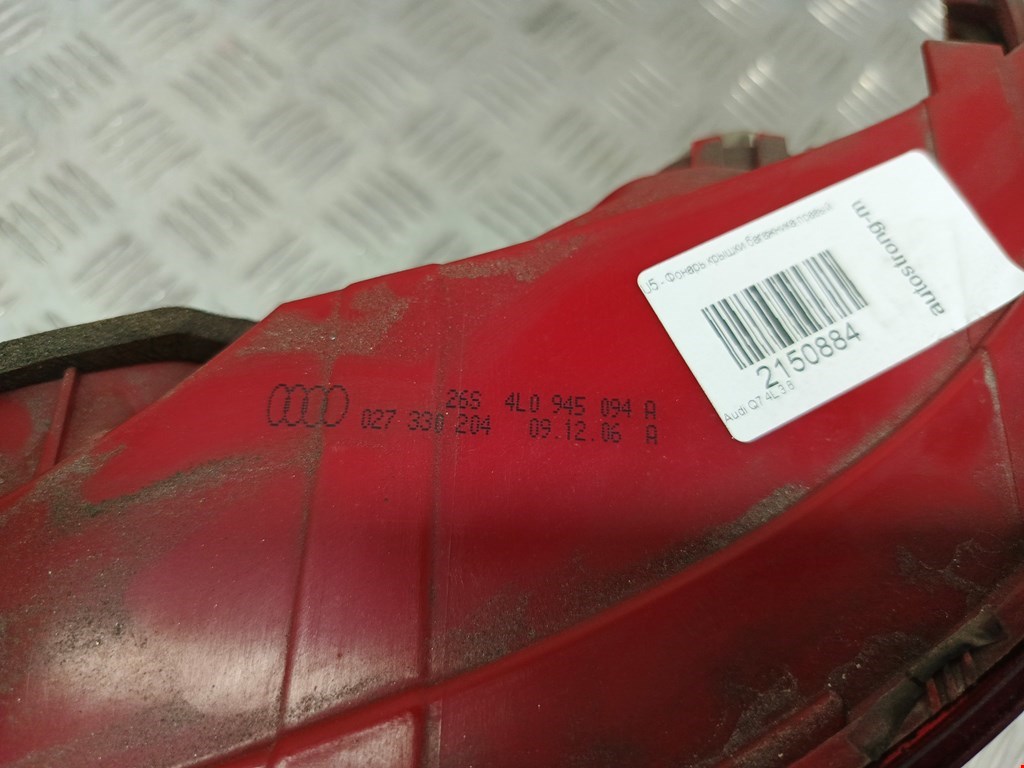 26S 4L0 945 094 A
027 330 204 09.12.06 A
U5 - Фонарь крышки багажника правый
2150884
Audi Q7 4L 3.6
autostrong-m